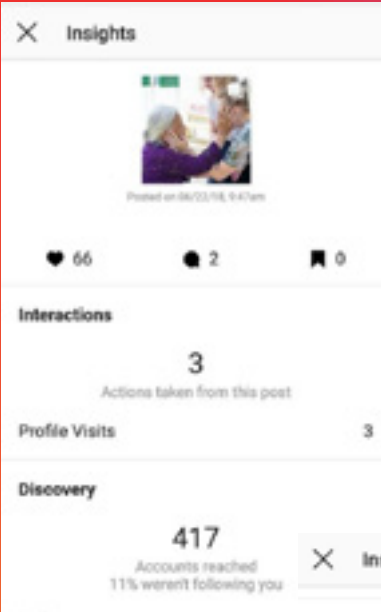 Insights
Posted on 06/22/18, 9:47am
66 2 0
Interactions
3
Actions taken from this post
Profile Visits 3
Discovery
417
Accounts reached
11% weren't following you